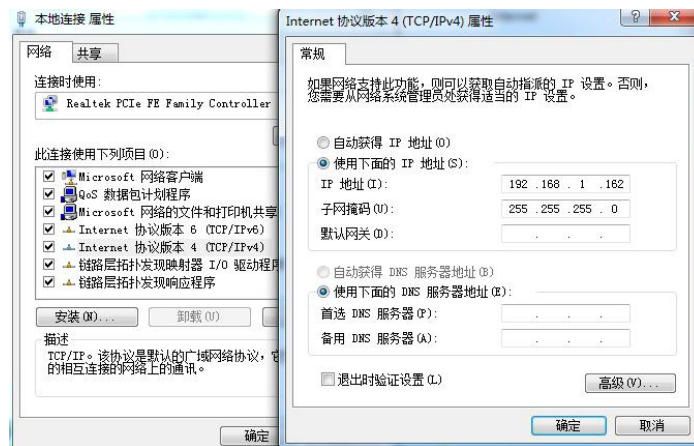 本地连接 属性
网络
共享
连接时使用:
Realtek PCIe FE Family Controller
此连接使用下列项目(O):
Microsoft 网络客户端
QoS 数据包计划程序
Microsoft 网络的文件和打印机共享
Internet 协议版本 6 (TCP/IPv6)
Internet 协议版本 4 (TCP/IPv4)
链路层拓扑发现映射器 I/O 驱动程
链路层拓扑发现响应程序
安装(N)...
卸载(U)
描述
TCP/IP。该协议是默认的广域网络协议，
的相互连接的网络上的通讯。
确定
Internet 协议版本 4 (TCP/IPv4) 属性
常规
如果网络支持此功能，则可以获取自动指派的 IP 设置。否则，
您需要从网络系统管理员处获得适当的 IP 设置。
自动获得 IP 地址(O)
使用下面的 IP 地址(S):
IP 地址(I): 192 .168 . 1 .162
子网掩码(U): 255 .255 .255 . 0
默认网关(D): . . .
自动获得 DNS 服务器地址(B)
使用下面的 DNS 服务器地址(E):
首选 DNS 服务器(P): . . .
备用 DNS 服务器(A): . . .
退出时验证设置(L)
高级(V)...
确定
取消